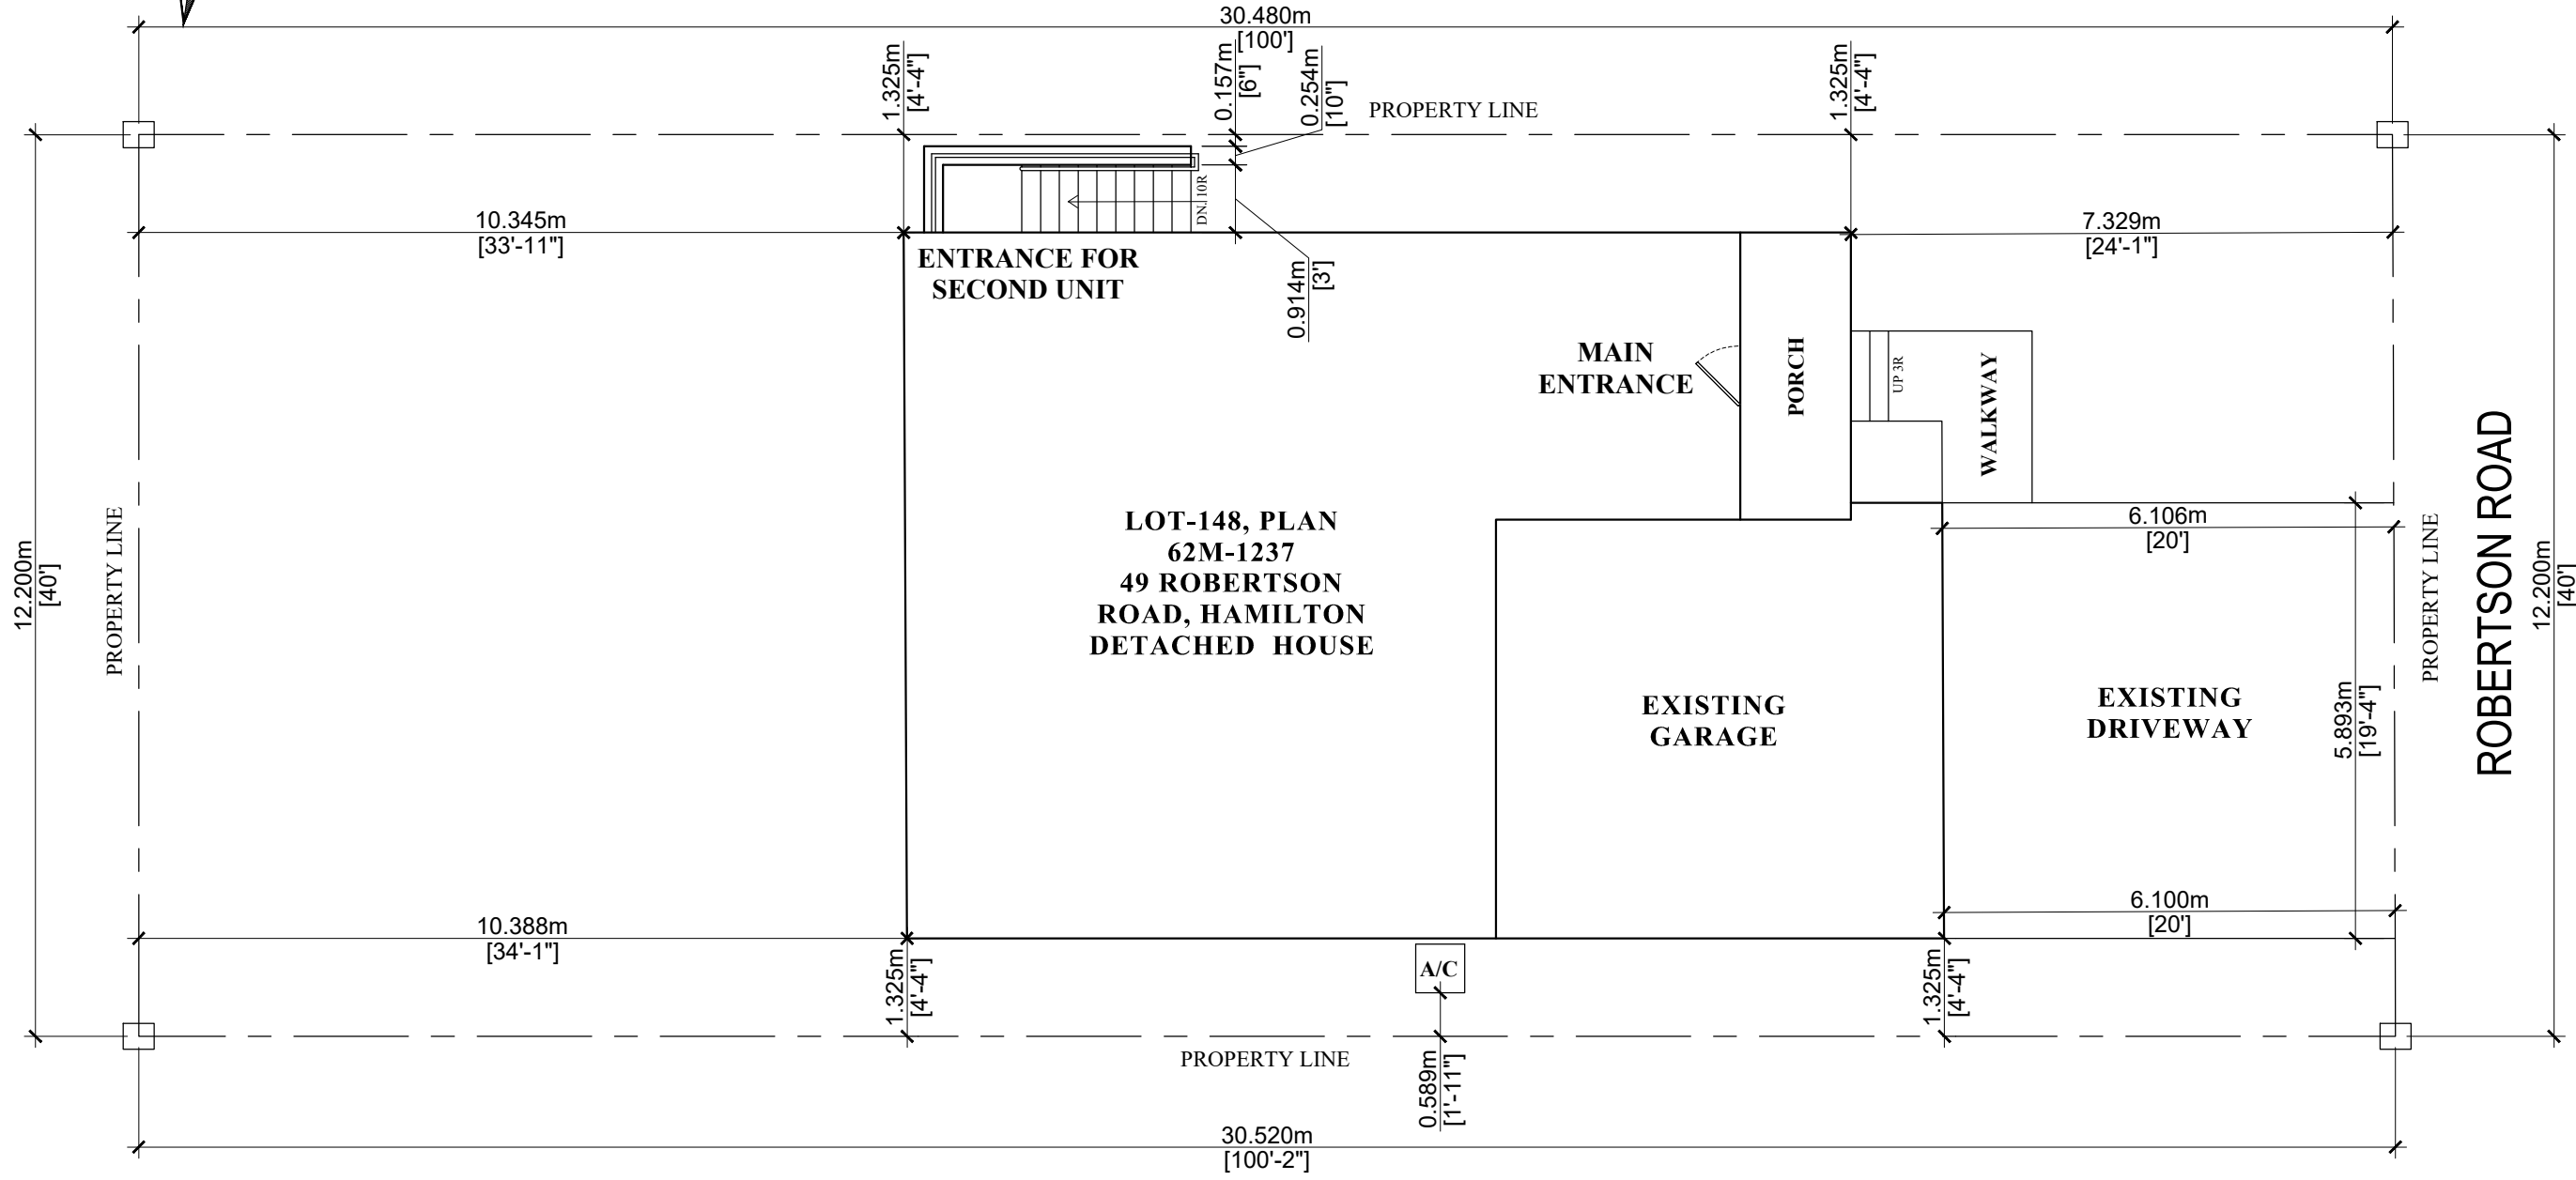 30.480m
[100']
1.325m
[4'-4"]
0.157m
[6"]
0.254m
[10"]
1.325m
[4'-4"]
PROPERTY LINE
10.345m
[33'-11"]
DN. 10R
7.329m
[24'-1"]
ENTRANCE FOR
SECOND UNIT
0.914m
[3']
MAIN
ENTRANCE
PORCH
UP 3R
WALKWAY
ROBERTSON ROAD
12.200m
[40']
PROPERTY LINE
LOT-148, PLAN
62M-1237
49 ROBERTSON
ROAD, HAMILTON
DETACHED HOUSE
6.106m
[20']
PROPERTY LINE
12.200m
[40']
EXISTING
GARAGE
EXISTING
DRIVEWAY
5.893m
[19'-4"]
10.388m
[34'-1"]
6.100m
[20']
1.325m
[4'-4"]
A/C
1.325m
[4'-4"]
PROPERTY LINE
0.589m
[1'-11"]
30.520m
[100'-2"]